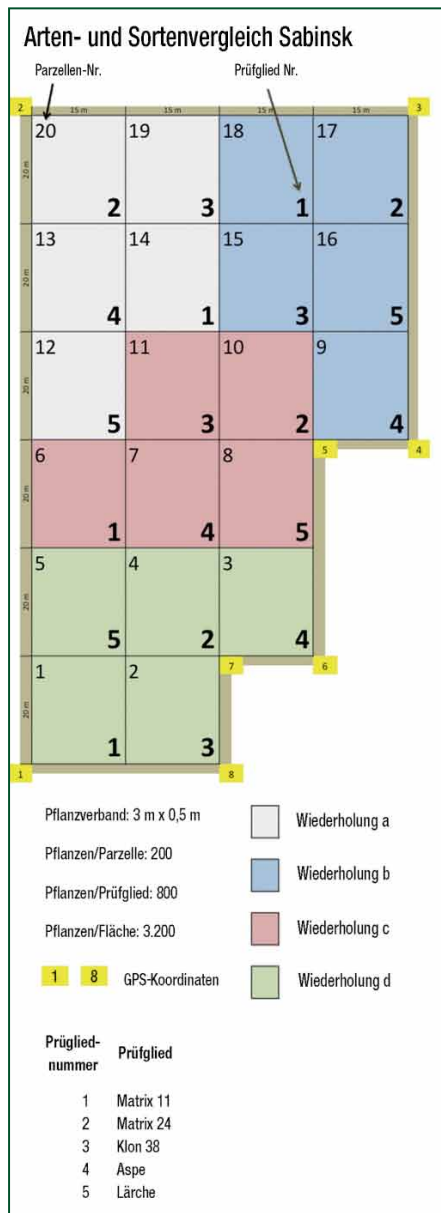 Arten- und Sortenvergleich Sabinsk
Parzellen-Nr. Prüfglied Nr.
2 3
15 m 15 m 15 m 15 m
20 m
20 19 18 17
2 3 1 2
20 m
13 14 15 16
4 1 3 5
20 m
12 11 10 9
5 3 2 4
5 4
20 m
6 7 8
1 4 5
20 m
5 4 3
5 2 4
7 6
20 m
1 2
1 3
1 8
Pflanzverband: 3 m x 0,5 m
Wiederholung a
Pflanzen/Parzelle: 200
Wiederholung b
Pflanzen/Prüfglied: 800
Pflanzen/Fläche: 3.200
Wiederholung c
1 8 GPS-Koordinaten
Wiederholung d
Prüglied-
nummer Prüfglied
1 Matrix 11
2 Matrix 24
3 Klon 38
4 Aspe
5 Lärche